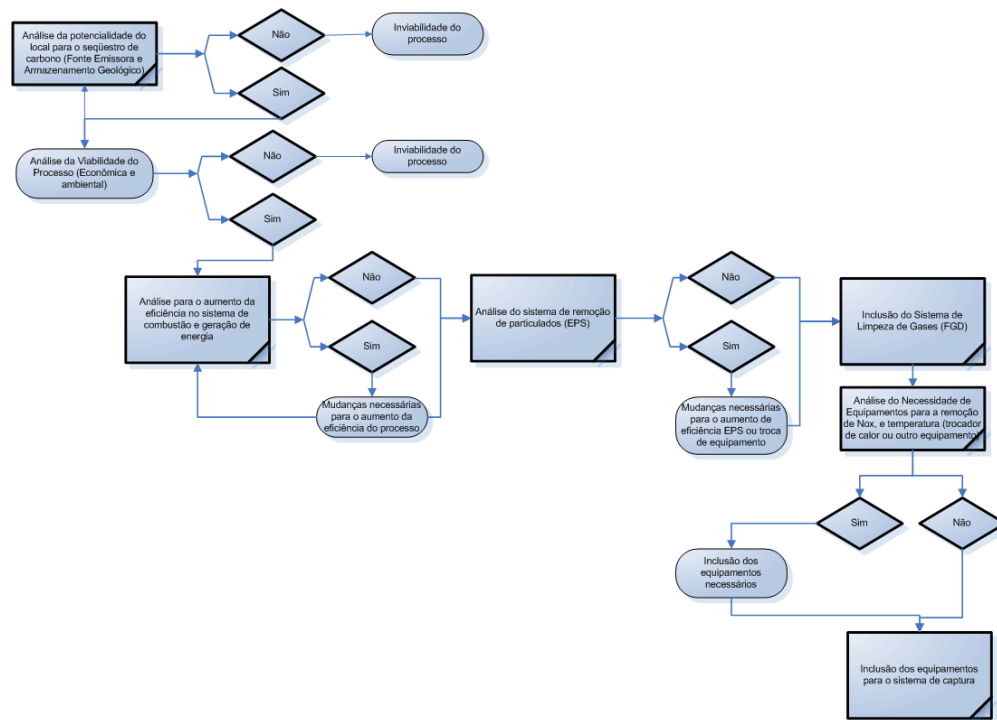 Análise da potencialidade do
local para o seqüestro de
carbono (Fonte Emissora e
Armazenamento Geológico)
Não
Inviabilidade do
processo
Sim
Análise da Viabilidade do
Processo (Econômica e
ambiental)
Não
Inviabilidade do
processo
Sim
Análise para o aumento da
eficiência no sistema de
combustão e geração de
energia
Não
Sim
Mudanças necessárias
para o aumento da
eficiência do processo
Análise do sistema de remoção
de particulados (EPS)
Não
Sim
Mudanças necessárias
para o aumento de
eficiência EPS ou troca
de equipamento
Inclusão do Sistema de
Limpeza de Gases (FGD)
Análise do Necessidade de
Equipamentos para a remoção
de Nox, e temperatura (trocador
de calor ou outro equipamento)
Sim
Não
Inclusão dos
equipamentos
necessários
Inclusão dos equipamentos
para o sistema de captura